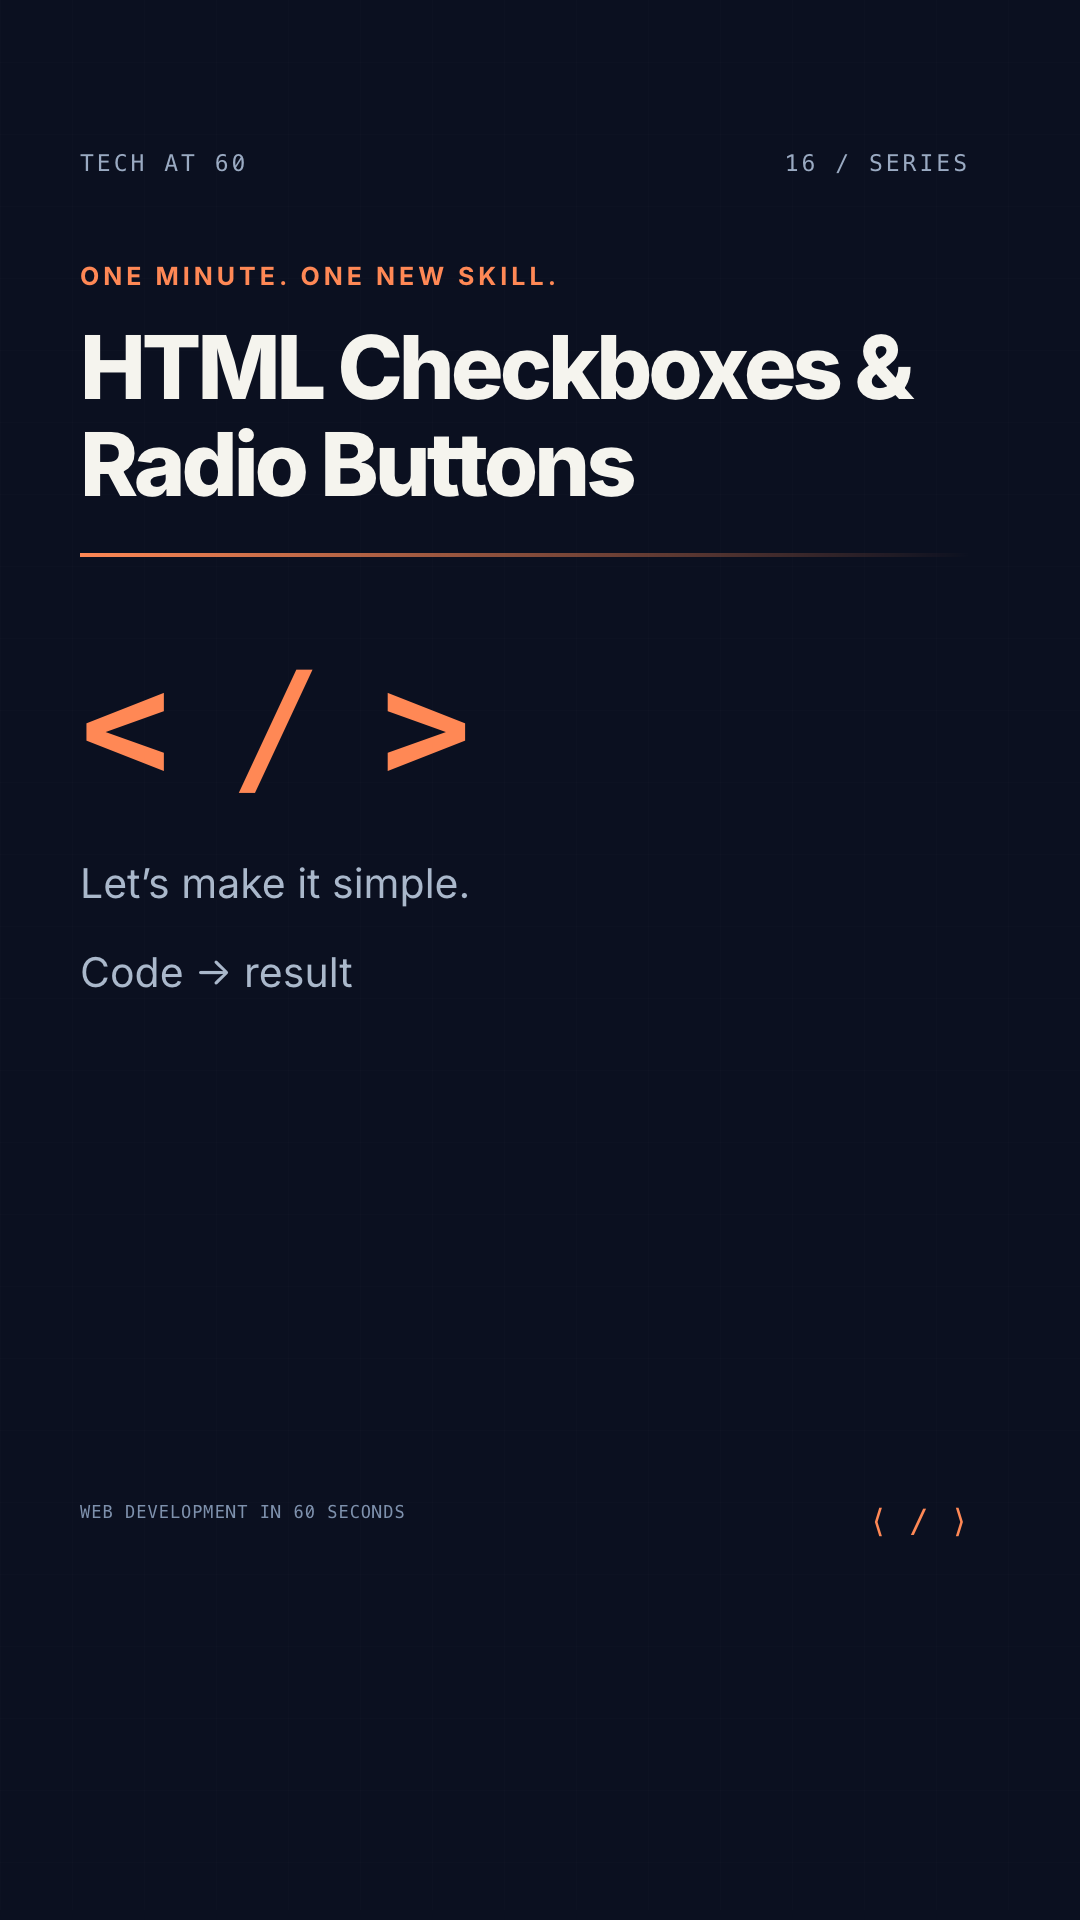 TECH AT 60
16 / SERIES
ONE MINUTE. ONE NEW SKILL.
HTML Checkboxes &
Radio Buttons
< / >
Let’s make it simple.
Code → result
WEB DEVELOPMENT IN 60 SECONDS
⟨ / ⟩